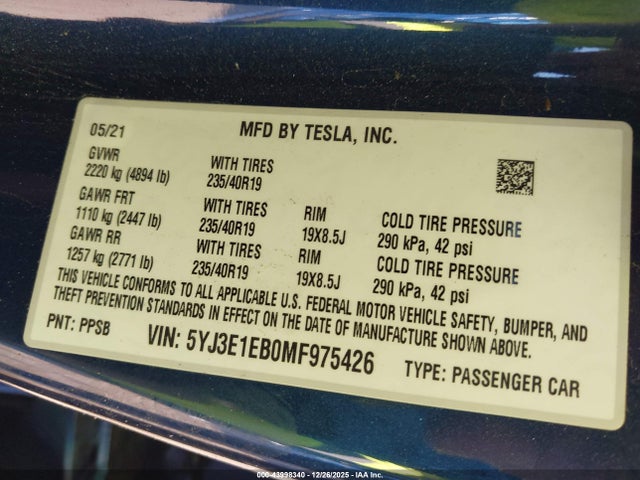 05/21 MFD BY TESLA, INC.
GVWR
2220 kg (4894 lb) WITH TIRES 235/40R19
GAWR FRT
1110 kg (2447 lb) WITH TIRES 235/40R19 RIM 19X8.5J COLD TIRE PRESSURE 290 kPa, 42 psi
GAWR RR
1257 kg (2771 lb) WITH TIRES 235/40R19 RIM 19X8.5J COLD TIRE PRESSURE 290 kPa, 42 psi
THIS VEHICLE CONFORMS TO ALL APPLICABLE U.S. FEDERAL MOTOR VEHICLE SAFETY, BUMPER, AND
THEFT PREVENTION STANDARDS IN EFFECT ON THE DATE OF MANUFACTURE SHOWN ABOVE.
PNT: PPSB VIN: 5YJ3E1EB0MF975426 TYPE: PASSENGER CAR
000-43998340 12/26/2025 IAA Inc.